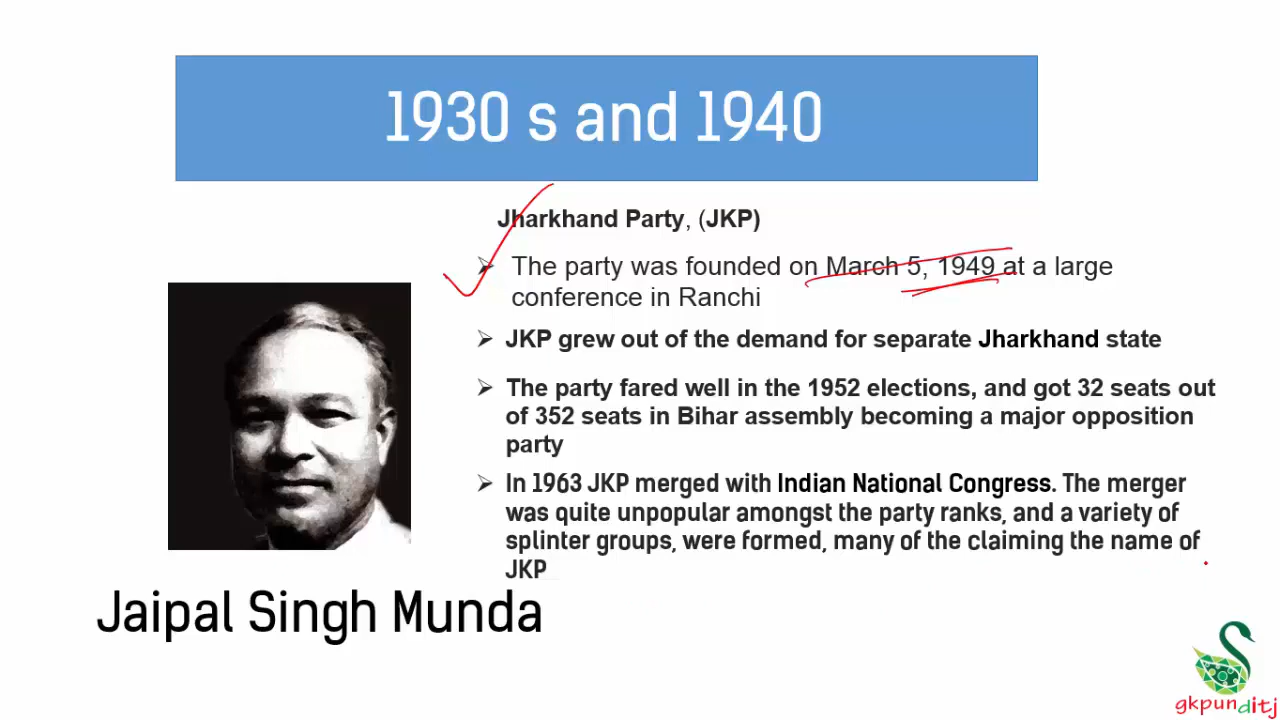 1930 s and 1940
Jharkhand Party, (JKP)
The party was founded on March 5, 1949 at a large
conference in Ranchi
JKP grew out of the demand for separate Jharkhand state
The party fared well in the 1952 elections, and got 32 seats out
of 352 seats in Bihar assembly becoming a major opposition
party
In 1963 JKP merged with Indian National Congress. The merger
was quite unpopular amongst the party ranks, and a variety of
splinter groups, were formed, many of the claiming the name of
JKP
Jaipal Singh Munda
gkpunditj